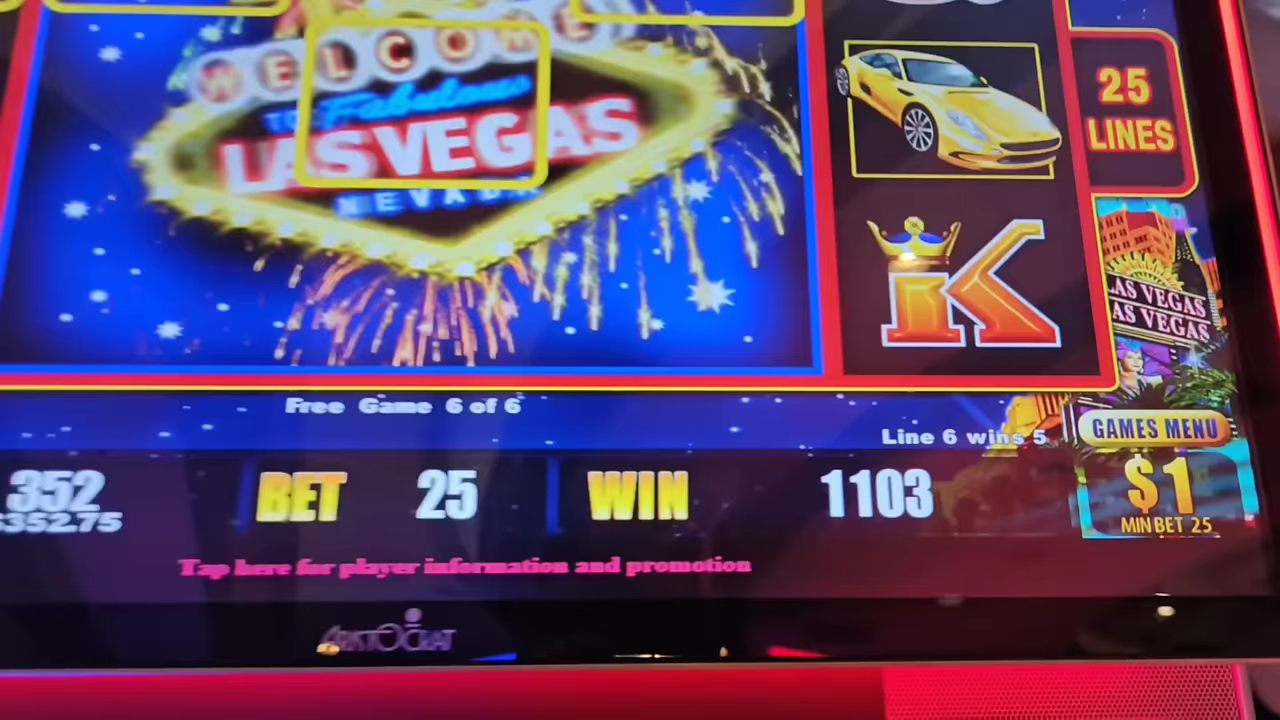 WELCOME
TO Fabulous
LAS VEGAS
NEVADA
25
LINES
K
LAS VEGAS
LAS VEGAS
Free Game 6 of 6
Line 6 wins 5
GAMES MENU
352
$352.75
BET 25 WIN 1103
$1
MIN BET 25
Tap here for player information and promotion
ARISTOCRAT